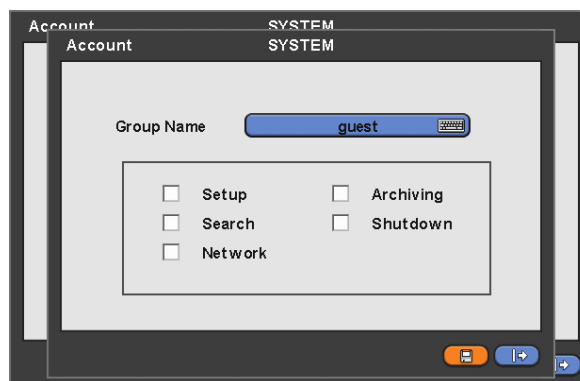 Account SYSTEM
Account SYSTEM
Group Name guest
Setup Archiving
Search Shutdown
Network